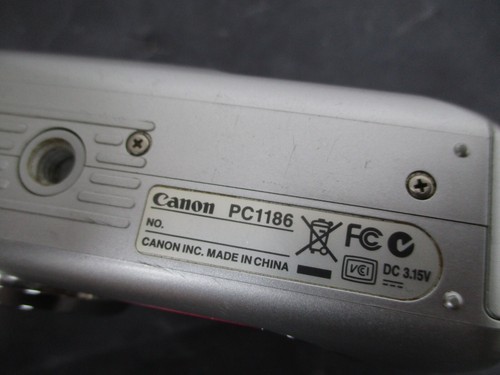 Canon PC1186
NO.
CANON INC. MADE IN CHINA
FC
VCI
DC 3.15V